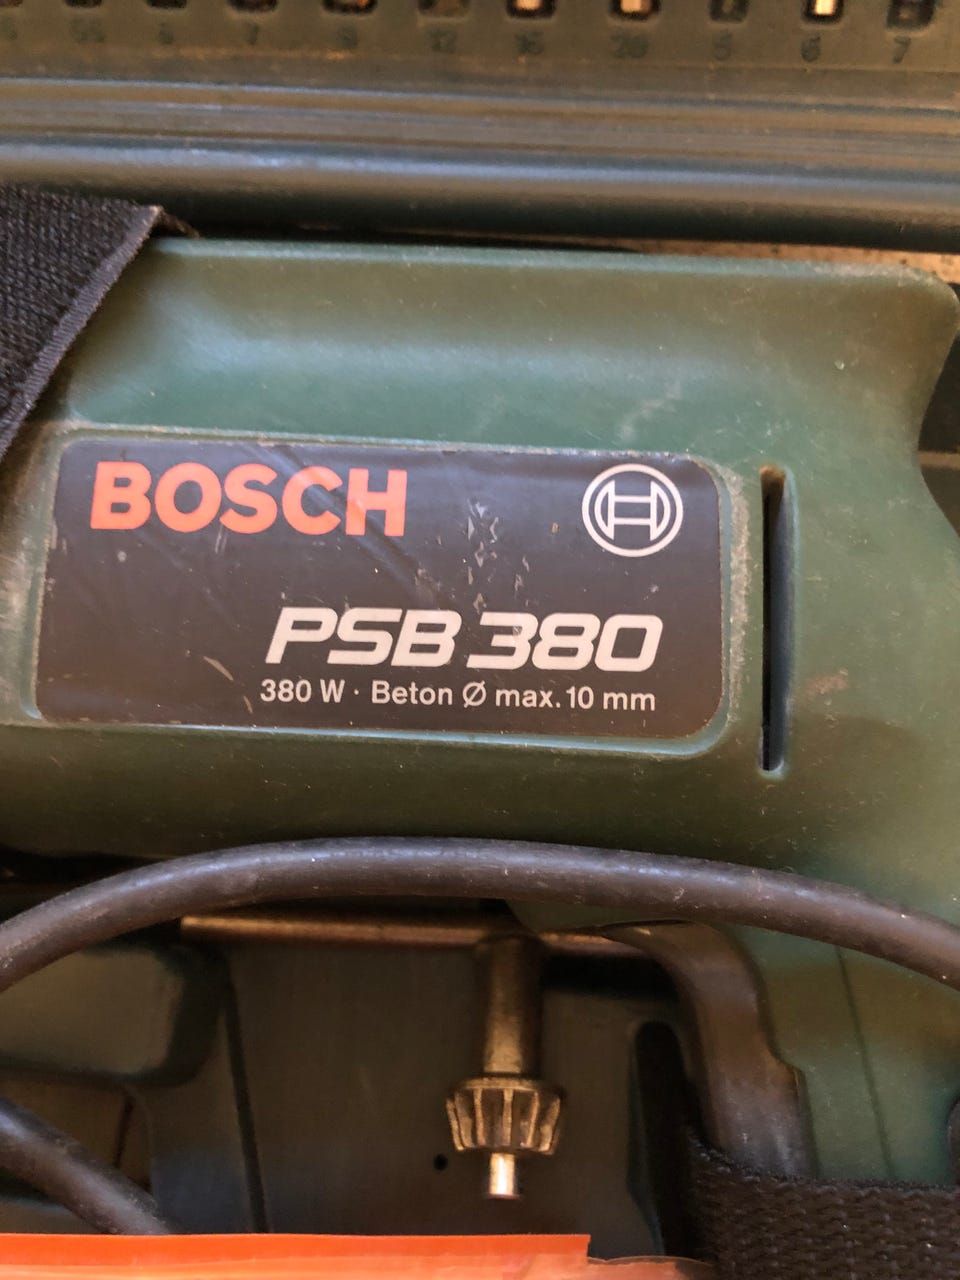 BOSCH
PSB 380
380 W · Beton Ø max. 10 mm